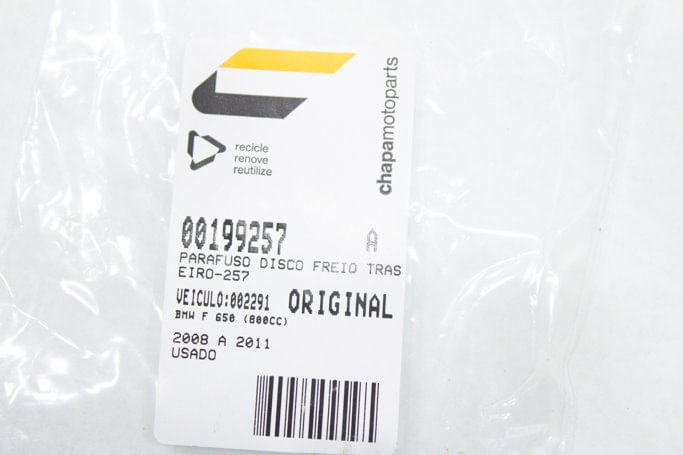 chapamotoparts
recicle
renove
reutilize
00199257 A
PARAFUSO DISCO FREIO TRAS
EIRO-257
VEICULO:002291 ORIGINAL
BMW F 650 (800CC)
2008 A 2011
USADO